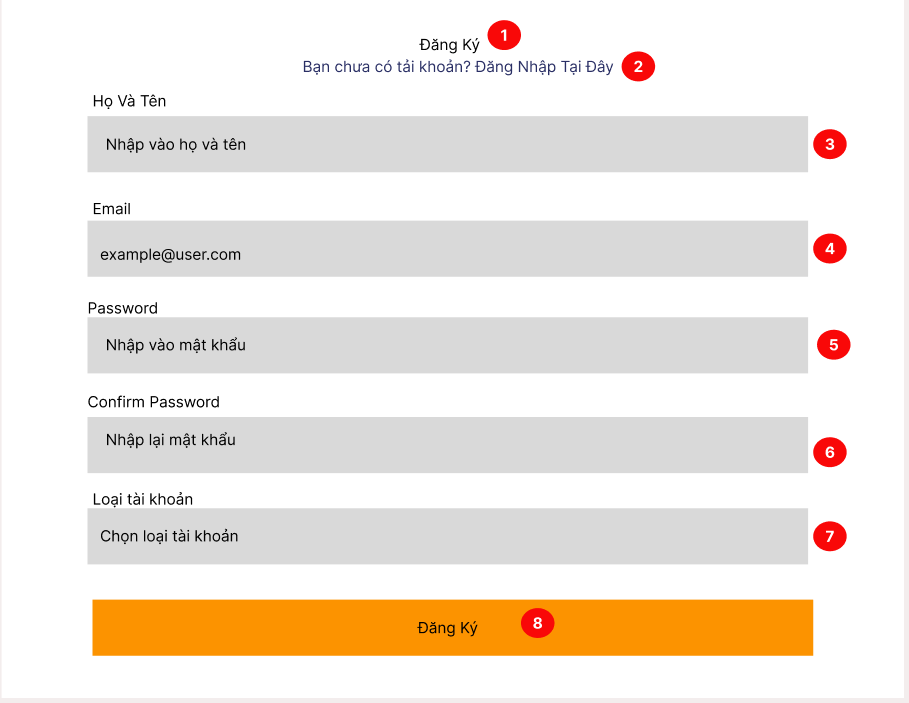 Đăng Ký 1
Bạn chưa có tải khoản? Đăng Nhập Tại Đây 2
Họ Và Tên
Nhập vào họ và tên 3
Email
example@user.com 4
Password
Nhập vào mật khẩu 5
Confirm Password
Nhập lại mật khẩu 6
Loại tài khoản
Chọn loại tài khoản 7
Đăng Ký 8